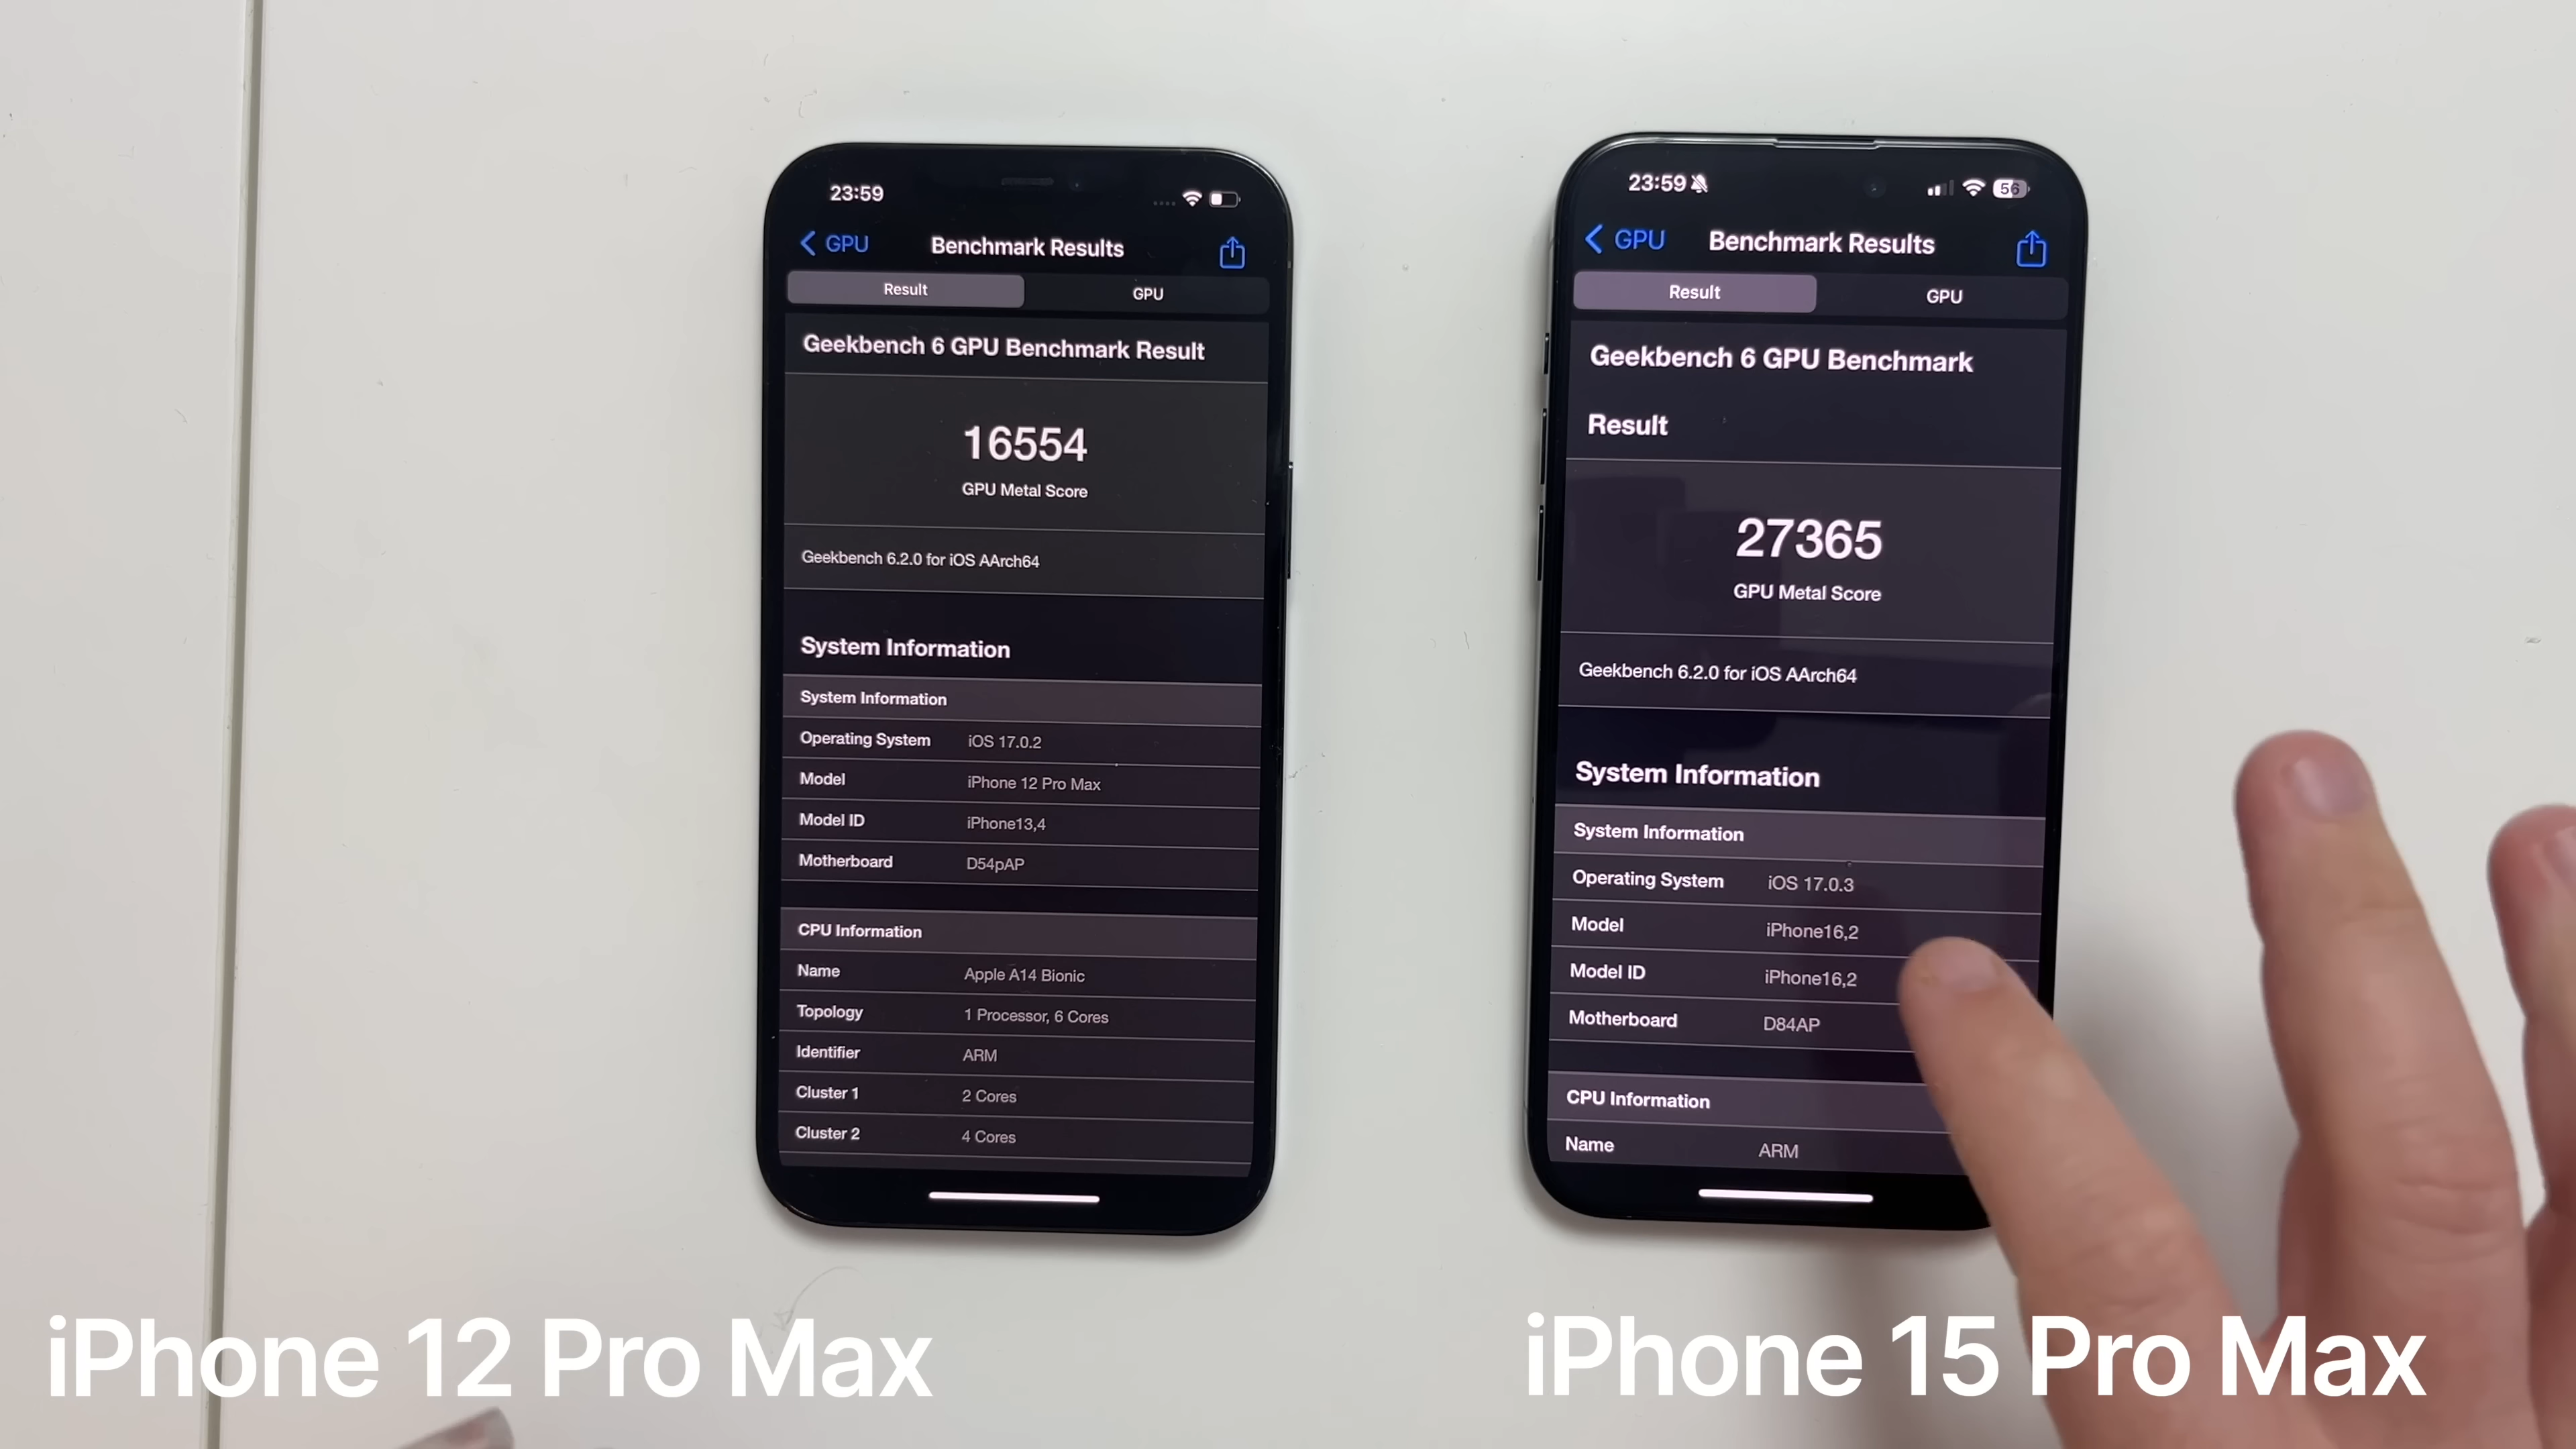 23:59
GPU
Benchmark Results
Result
GPU
Geekbench 6 GPU Benchmark Result
16554
GPU Metal Score
Geekbench 6.2.0 for iOS AArch64
System Information
System Information
Operating System iOS 17.0.2
Model iPhone 12 Pro Max
Model ID iPhone13,4
Motherboard D54pAP
CPU Information
Name Apple A14 Bionic
Topology 1 Processor, 6 Cores
Identifier ARM
Cluster 1 2 Cores
Cluster 2 4 Cores
iPhone 12 Pro Max
23:59
56
GPU
Benchmark Results
Result
GPU
Geekbench 6 GPU Benchmark
Result
27365
GPU Metal Score
Geekbench 6.2.0 for iOS AArch64
System Information
System Information
Operating System iOS 17.0.3
Model iPhone16,2
Model ID iPhone16,2
Motherboard D84AP
CPU Information
Name ARM
iPhone 15 Pro Max